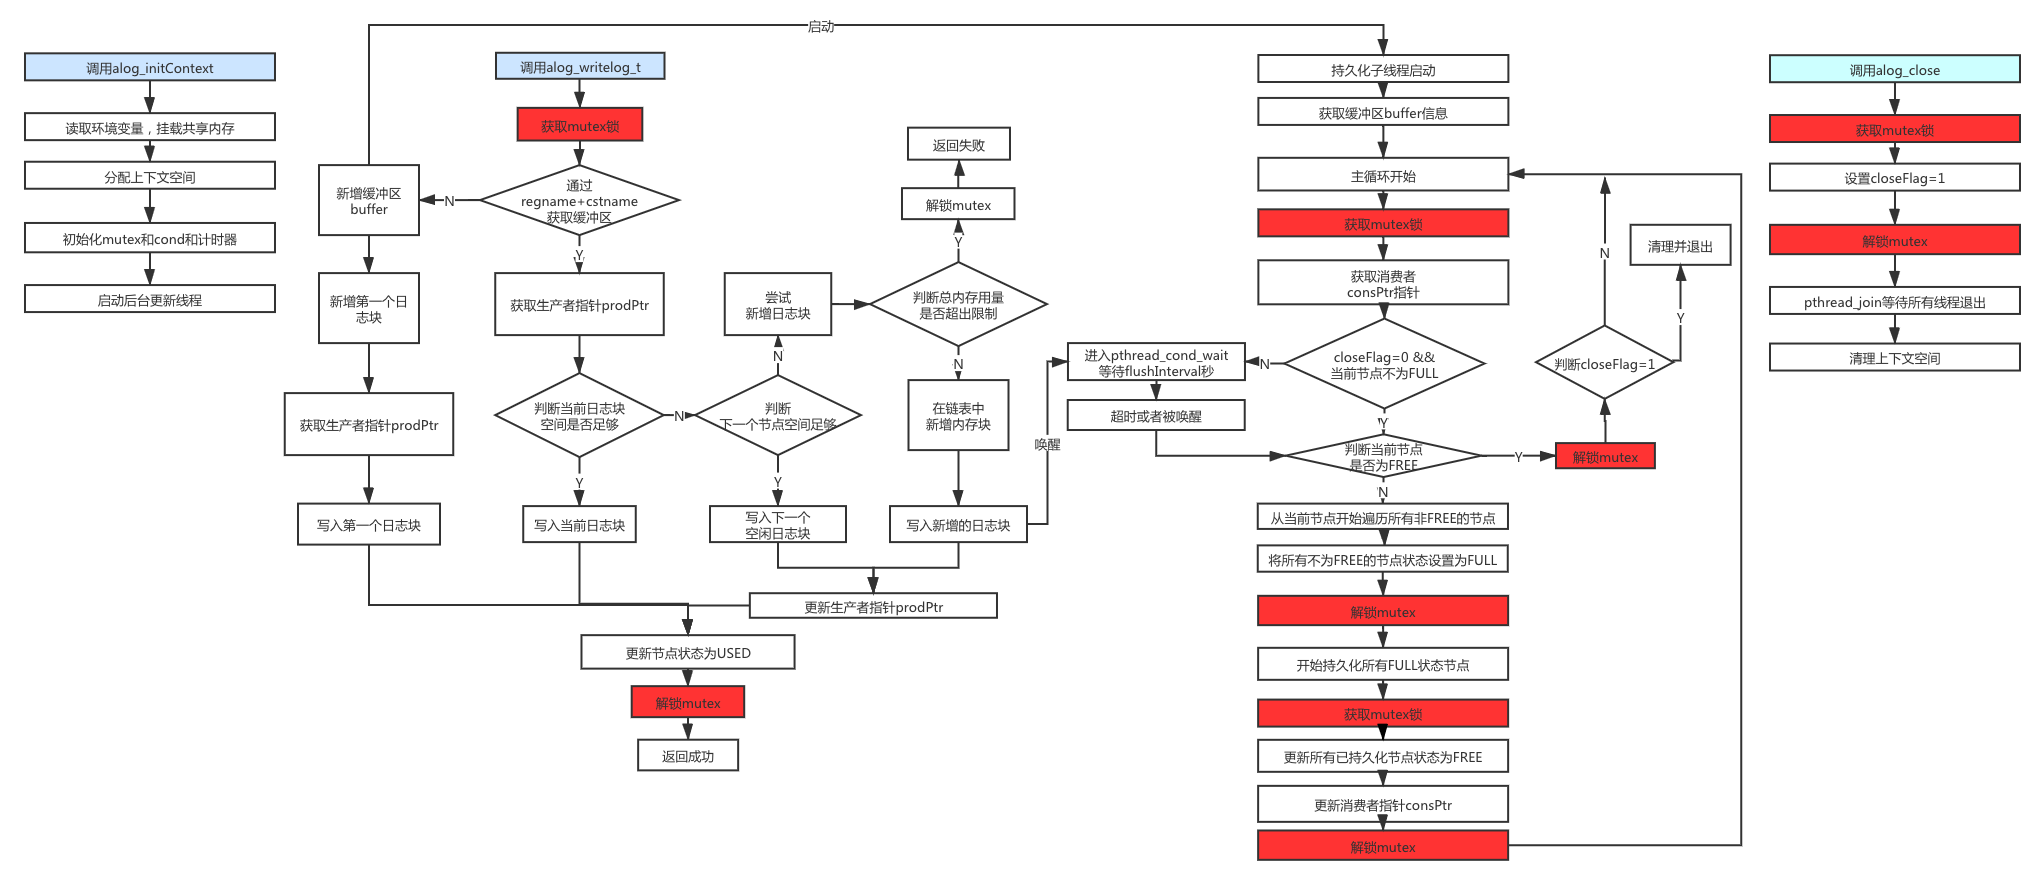 启动
调用alog_initContext
读取环境变量，挂载共享内存
分配上下文空间
初始化mutex和cond和计时器
启动后台更新线程
调用alog_writelog_t
获取mutex锁
通过
regname+cstname
获取缓冲区
N
Y
新增缓冲区
buffer
新增第一个日
志块
获取生产者指针prodPtr
写入第一个日志块
获取生产者指针prodPtr
判断当前日志块
空间是否足够
N
Y
写入当前日志块
判断
下一个节点空间足够
N
Y
写入下一个
空闲日志块
尝试
新增日志块
判断总内存用量
是否超出限制
Y
N
解锁mutex
返回失败
在链表中
新增内存块
写入新增的日志块
唤醒
更新生产者指针prodPtr
更新节点状态为USED
解锁mutex
返回成功
持久化子线程启动
获取缓冲区buffer信息
主循环开始
获取mutex锁
获取消费者
consPtr指针
closeFlag=0 &&
当前节点不为FULL
N
Y
进入pthread_cond_wait
等待flushInterval秒
超时或者被唤醒
判断当前节点
是否为FREE
Y
N
解锁mutex
判断closeFlag=1
N
Y
清理并退出
从当前节点开始遍历所有非FREE的节点
将所有不为FREE的节点状态设置为FULL
解锁mutex
开始持久化所有FULL状态节点
获取mutex锁
更新所有已持久化节点状态为FREE
更新消费者指针consPtr
解锁mutex
调用alog_close
获取mutex锁
设置closeFlag=1
解锁mutex
pthread_join等待所有线程退出
清理上下文空间